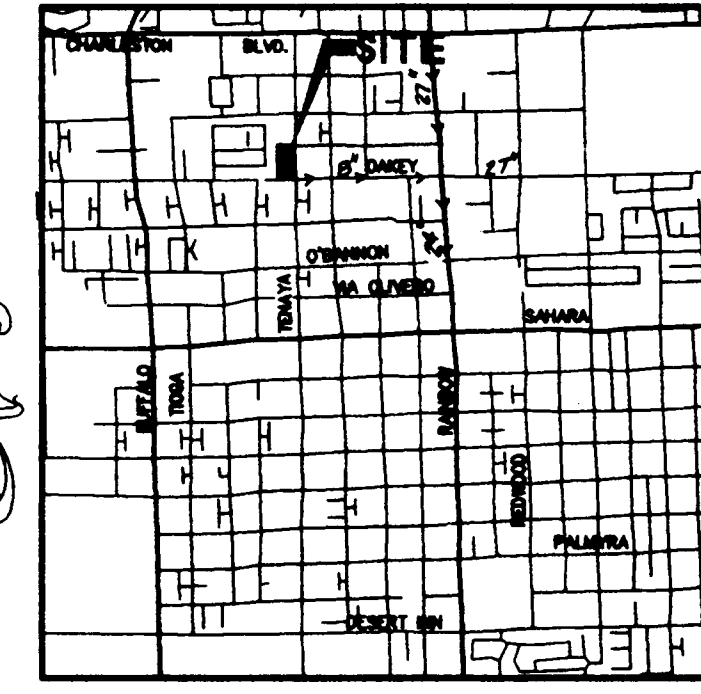 CHARLESTON BLVD.
SITE
27"
8" OAKEY
27"
24"
O'BANNON
VIA OLIVERO
TENAYA
SAHARA
BUFFALO
TIOGA
RAINBOW
REDWOOD
PALMYRA
DESERT INN